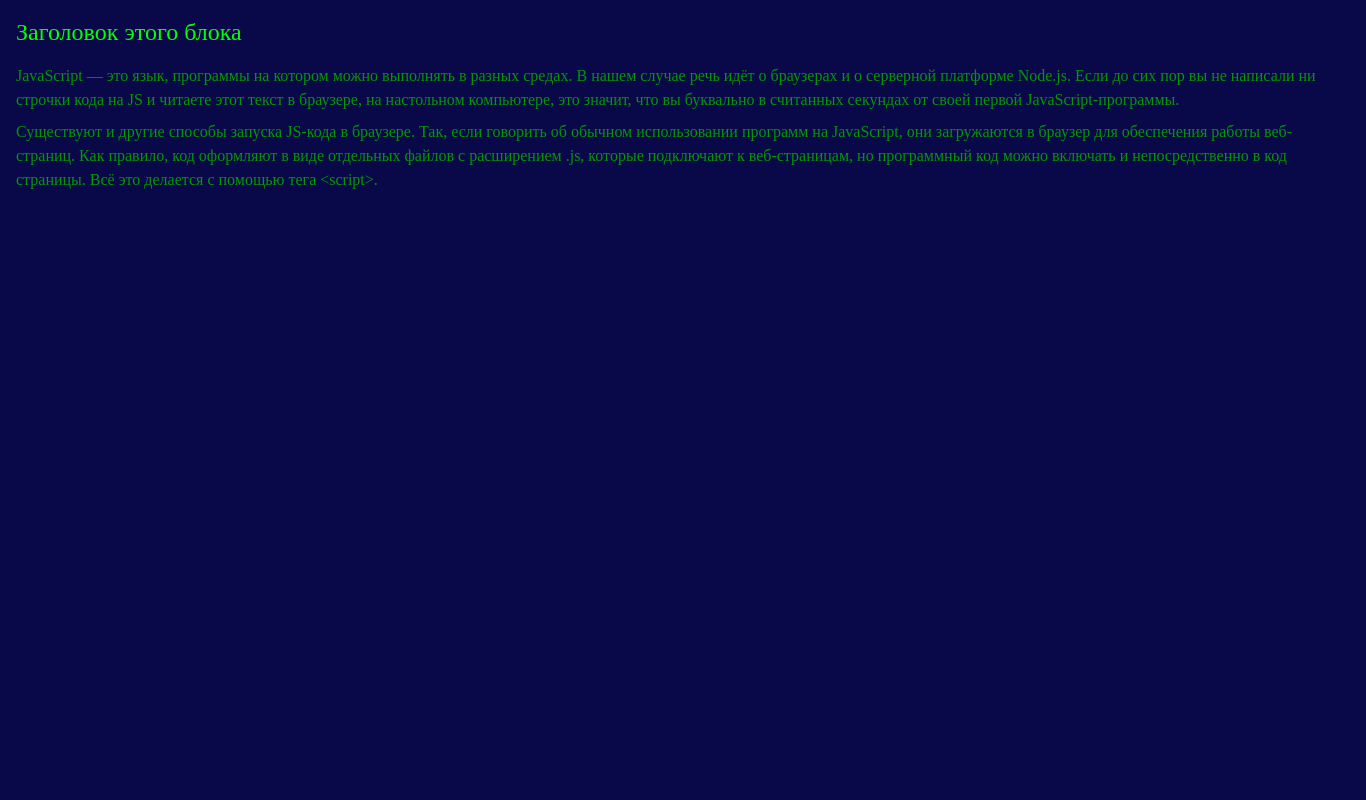 Заголовок этого блока
JavaScript — это язык, программы на котором можно выполнять в разных средах. В нашем случае речь идёт о браузерах и о серверной платформе Node.js. Если до сих пор вы не написали ни
строчки кода на JS и читаете этот текст в браузере, на настольном компьютере, это значит, что вы буквально в считанных секундах от своей первой JavaScript-программы.
Существуют и другие способы запуска JS-кода в браузере. Так, если говорить об обычном использовании программ на JavaScript, они загружаются в браузер для обеспечения работы веб-
страниц. Как правило, код оформляют в виде отдельных файлов с расширением .js, которые подключают к веб-страницам, но программный код можно включать и непосредственно в код
страницы. Всё это делается с помощью тега <script>.